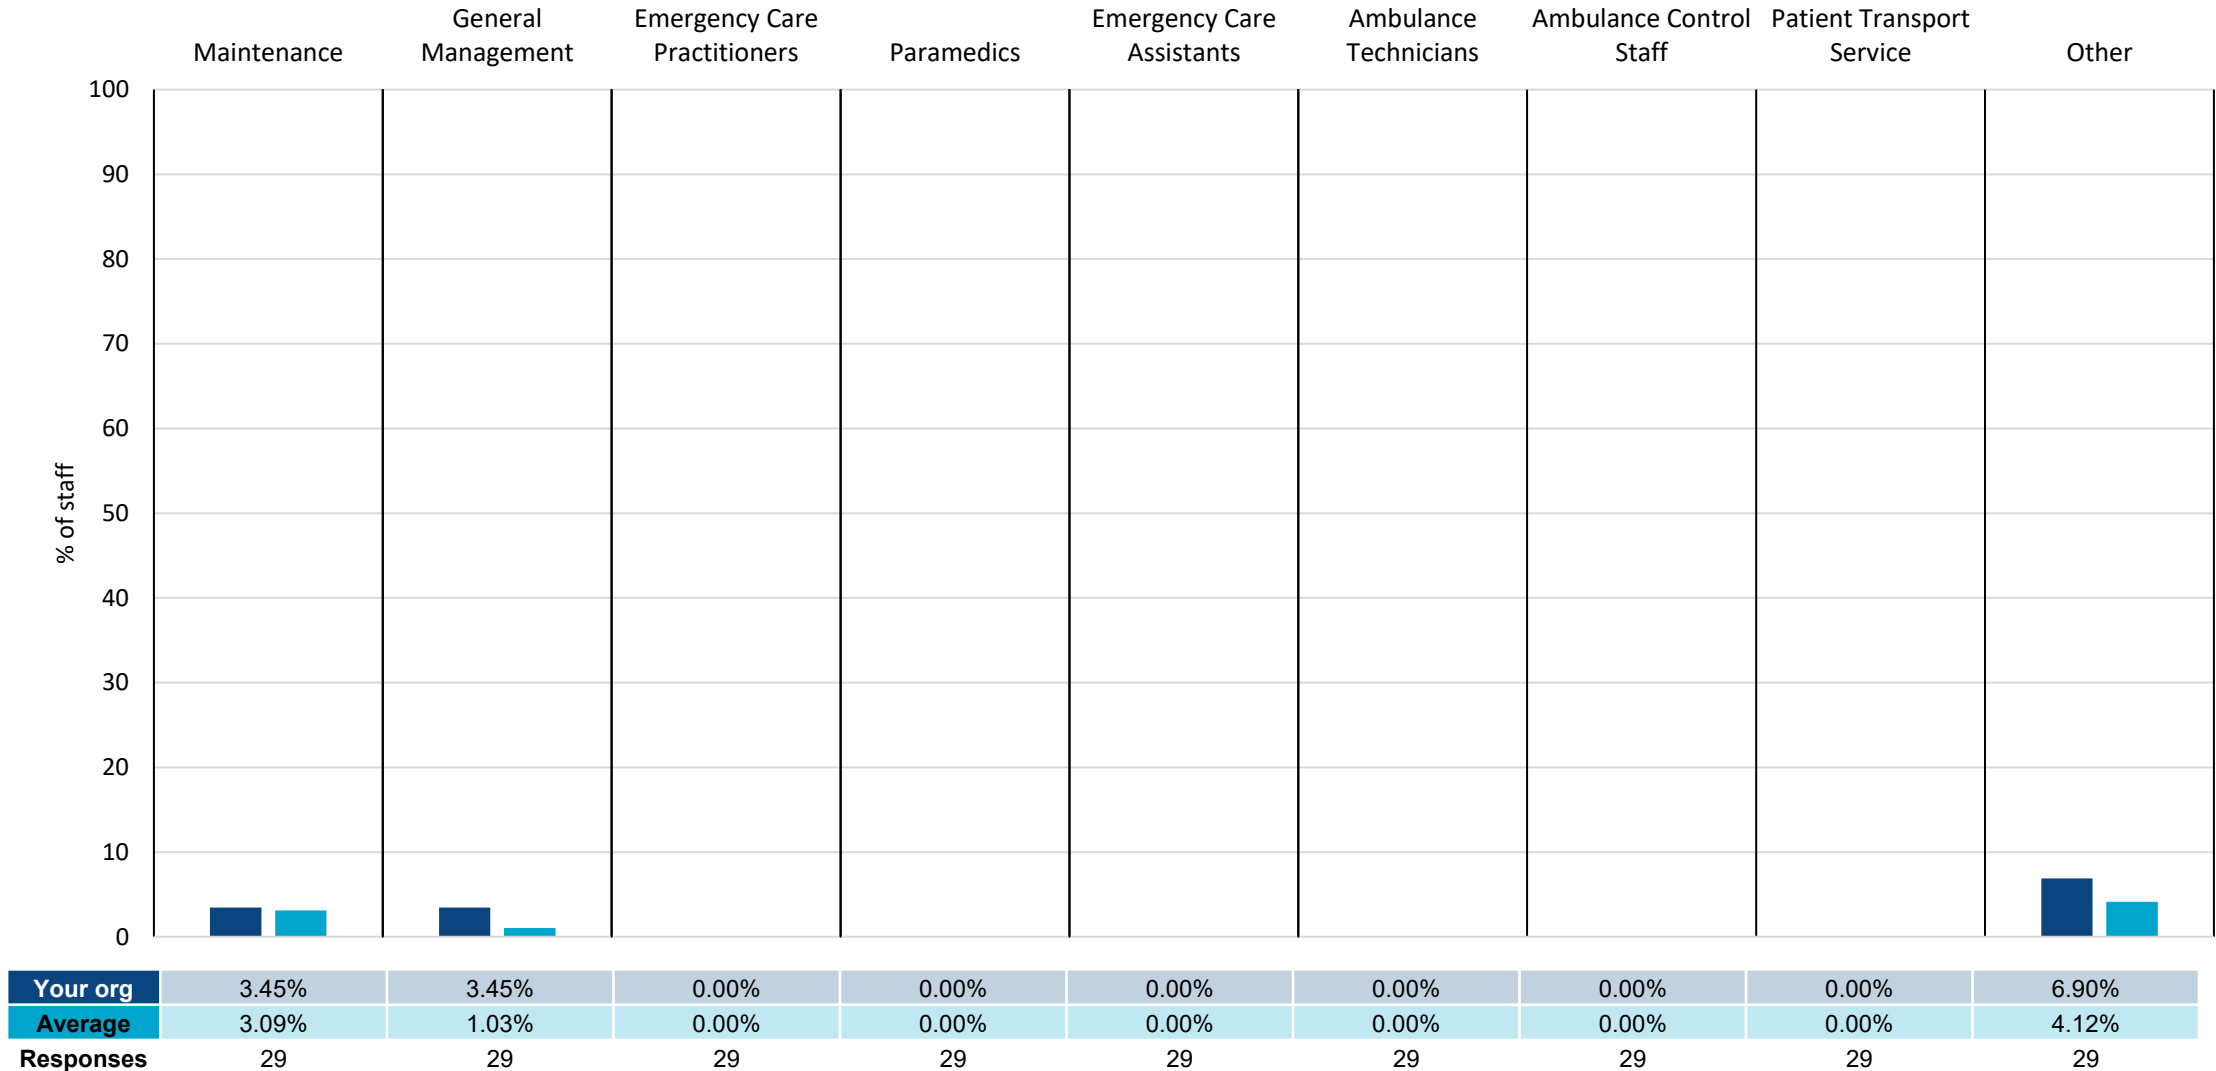 Maintenance
General
Management
Emergency Care
Practitioners
Paramedics
Emergency Care
Assistants
Ambulance
Technicians
Ambulance Control
Staff
Patient Transport
Service
Other
% of staff
100
90
80
70
60
50
40
30
20
10
0
Your org 3.45% 3.45% 0.00% 0.00% 0.00% 0.00% 0.00% 0.00% 6.90%
Average 3.09% 1.03% 0.00% 0.00% 0.00% 0.00% 0.00% 0.00% 4.12%
Responses 29 29 29 29 29 29 29 29 29